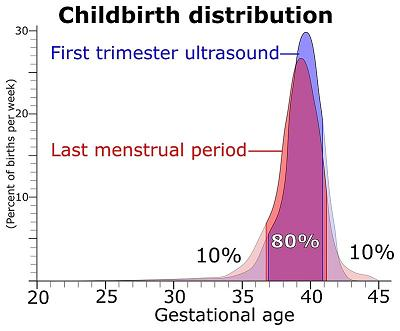 Childbirth distribution
30
First trimester ultrasound
20
Last menstrual period
10
(Percent of births per week)
10%
80%
10%
20 25 30 35 40 45
Gestational age